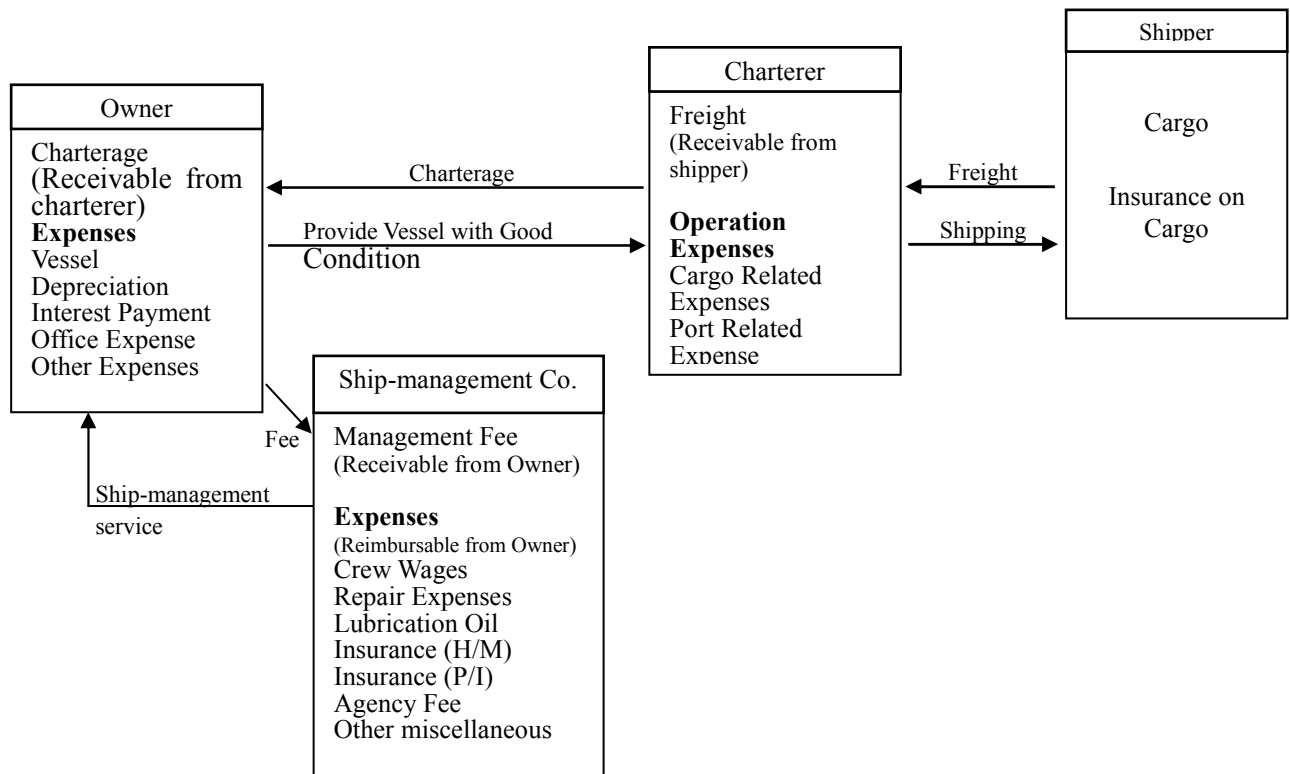 Owner
Charterage
(Receivable from
charterer)
Expenses
Vessel
Depreciation
Interest Payment
Office Expense
Other Expenses
Charterage
Provide Vessel with Good
Condition
Charterer
Freight
(Receivable from
shipper)
Operation
Expenses
Cargo Related
Expenses
Port Related
Expense
Freight
Shipping
Shipper
Cargo
Insurance on
Cargo
Fee
Ship-management
service
Ship-management Co.
Management Fee
(Receivable from Owner)
Expenses
(Reimbursable from Owner)
Crew Wages
Repair Expenses
Lubrication Oil
Insurance (H/M)
Insurance (P/I)
Agency Fee
Other miscellaneous